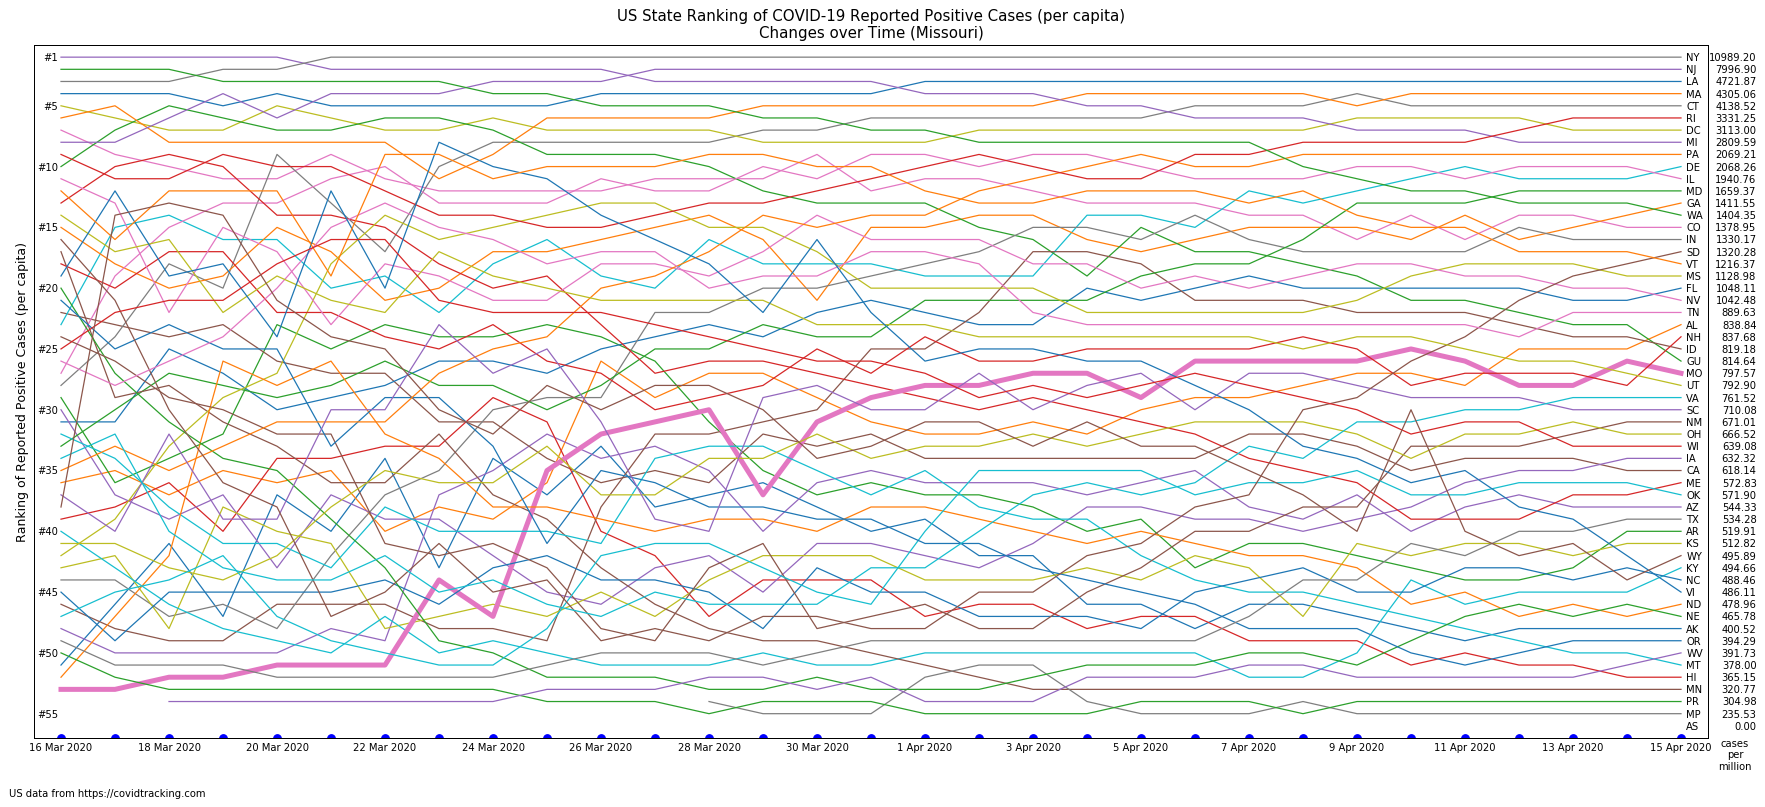 US State Ranking of COVID-19 Reported Positive Cases (per capita)
Changes over Time (Missouri)
Ranking of Reported Positive Cases (per capita)
#1
#5
#10
#15
#20
#25
#30
#35
#40
#45
#50
#55
NY 10989.20
NJ 7996.90
LA 4721.87
MA 4305.06
CT 4138.52
RI 3331.25
DC 3113.00
MI 2809.59
PA 2069.21
DE 2068.26
IL 1940.76
MD 1659.37
GA 1411.55
WA 1404.35
CO 1378.95
IN 1330.17
SD 1320.28
VT 1216.37
MS 1128.98
FL 1048.11
NV 1042.48
TN 889.63
AL 838.84
NH 837.68
ID 819.18
GU 814.64
MO 797.57
UT 792.90
VA 761.52
SC 710.08
NM 671.01
OH 666.52
WI 639.08
IA 632.32
CA 618.14
ME 572.83
OK 571.90
AZ 544.33
TX 534.28
AR 519.91
KS 512.82
WY 495.89
KY 494.66
NC 488.46
VI 486.11
ND 478.96
NE 465.78
AK 400.52
OR 394.29
WV 391.73
MT 378.00
HI 365.15
MN 320.77
PR 304.98
MP 235.53
AS 0.00
16 Mar 2020 18 Mar 2020 20 Mar 2020 22 Mar 2020 24 Mar 2020 26 Mar 2020 28 Mar 2020 30 Mar 2020 1 Apr 2020 3 Apr 2020 5 Apr 2020 7 Apr 2020 9 Apr 2020 11 Apr 2020 13 Apr 2020 15 Apr 2020
cases
per
million
US data from https://covidtracking.com